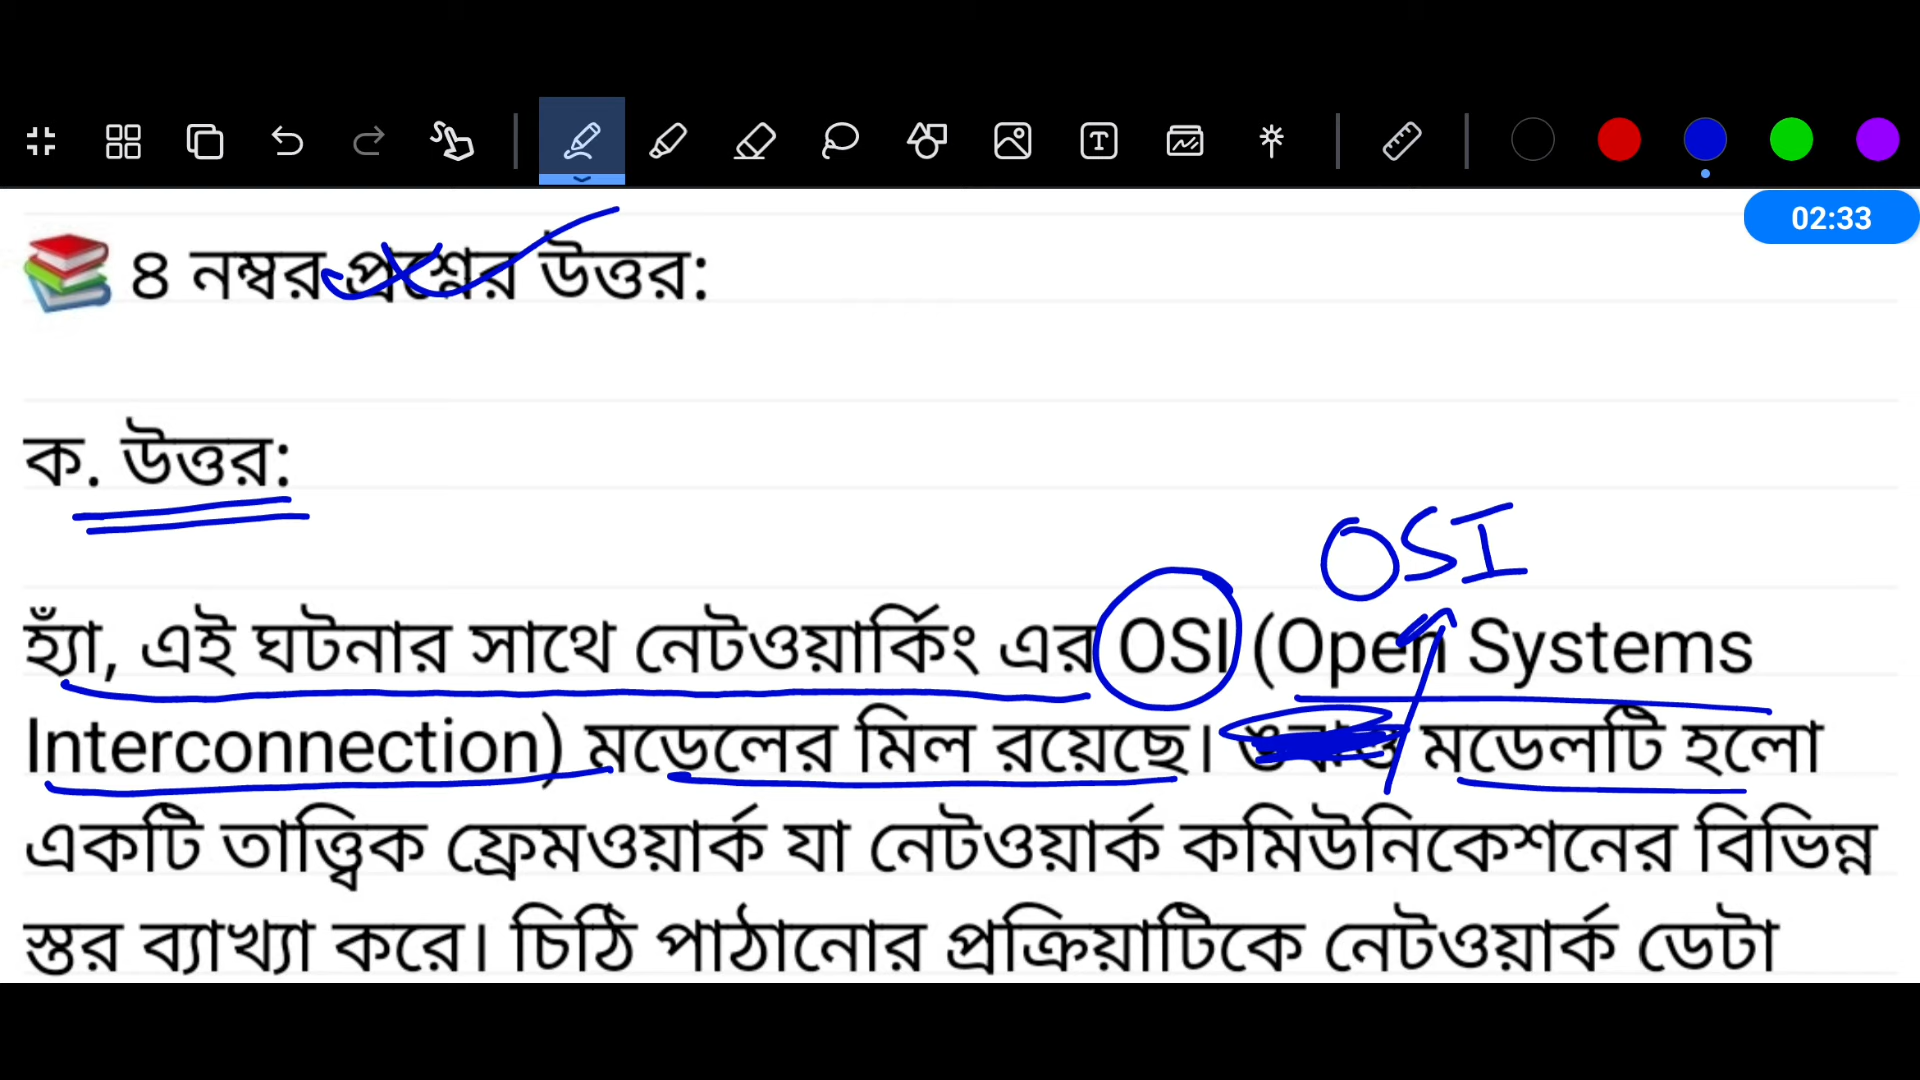 02:33
📚 ৪ নম্বর প্রশ্নের উত্তর:
ক. উত্তর:
OSI
হ্যাঁ, এই ঘটনার সাথে নেটওয়ার্কিং এর OSI (Open Systems
Interconnection) মডেলের মিল রয়েছে। মডেলটি হলো
একটি তাত্ত্বিক ফ্রেমওয়ার্ক যা নেটওয়ার্ক কমিউনিকেশনের বিভিন্ন
স্তর ব্যাখ্যা করে। চিঠি পাঠানোর প্রক্রিয়াটিকে নেটওয়ার্ক ডেটা